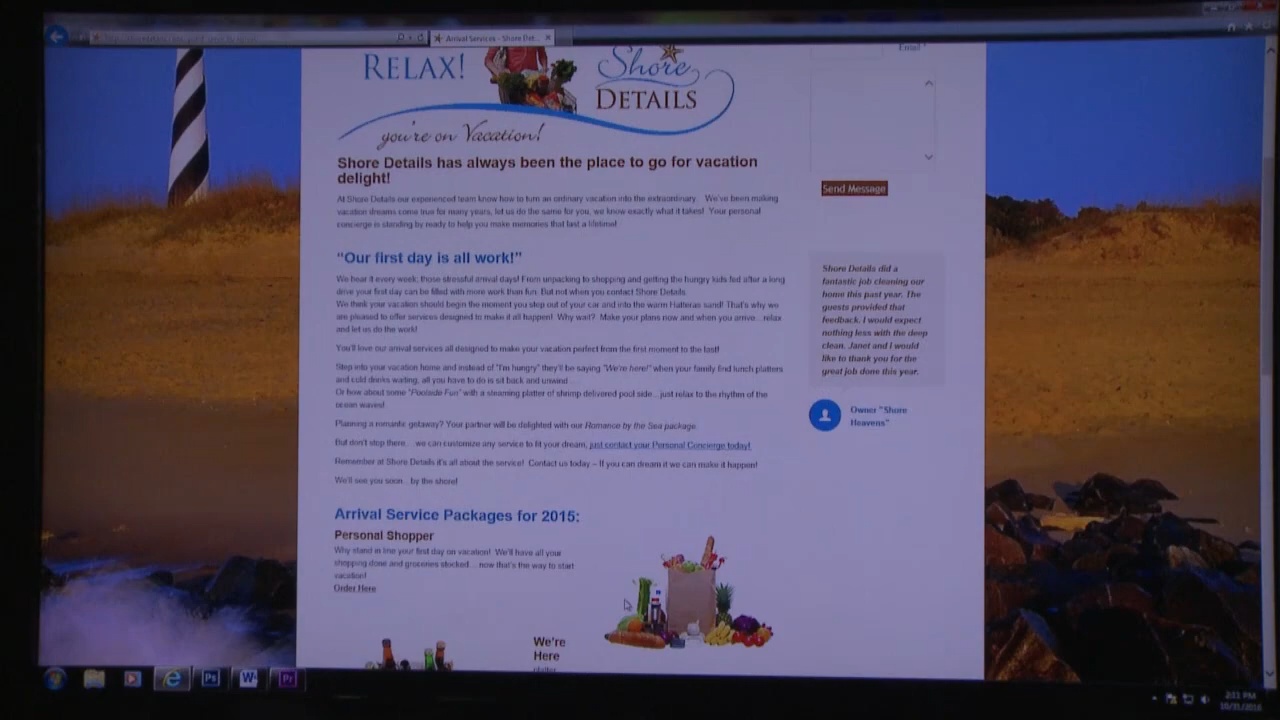 Arrival Services - Shore Det...
RELAX!
Shore
DETAILS
you're on Vacation!
Email *
Send Message
Shore Details has always been the place to go for vacation
delight!
At Shore Details our experienced team know how to turn an ordinary vacation into the extraordinary. We've been making
vacation dreams come true for many years, let us do the same for you, we know exactly what it takes! Your personal
concierge is standing by ready to help you make memories that last a lifetime!
"Our first day is all work!"
We hear it every week; those stressful arrival days! From unpacking to shopping and getting the hungry kids fed after a long
drive your first day can be filled with more work than fun. But not when you contact Shore Details.
We think your vacation should begin the moment you step out of your car and into the warm Hatteras sand! That's why we
are pleased to offer services designed to make it all happen! Why wait? Make your plans now and when you arrive...relax
and let us do the work!
You'll love our arrival services all designed to make your vacation perfect from the first moment to the last!
Step into your vacation home and instead of "I'm hungry" they'll be saying "We're here!" when your family find lunch platters
and cold drinks waiting, all you have to do is sit back and unwind...
Or how about some "Poolside Fun" with a steaming platter of shrimp delivered pool side...just relax to the rhythm of the
ocean waves!
Planning a romantic getaway? Your partner will be delighted with our Romance by the Sea package.
But don't stop there... we can customize any service to fit your dream, just contact your Personal Concierge today!
Remember at Shore Details it's all about the service! Contact us today – If you can dream it we can make it happen!
We'll see you soon...by the shore!
Shore Details did a
fantastic job cleaning our
home this past year. The
guests provided that
feedback. I would expect
nothing less with the deep
clean. Janet and I would
like to thank you for the
great job done this year.
Owner "Shore
Heavens"
Arrival Service Packages for 2015:
Personal Shopper
Why stand in line your first day on vacation! We'll have all your
shopping done and groceries stocked... now that's the way to start
vacation!
Order Here
We're
Here
platter
Ps
W
Pr
2:11 PM
10/31/2016